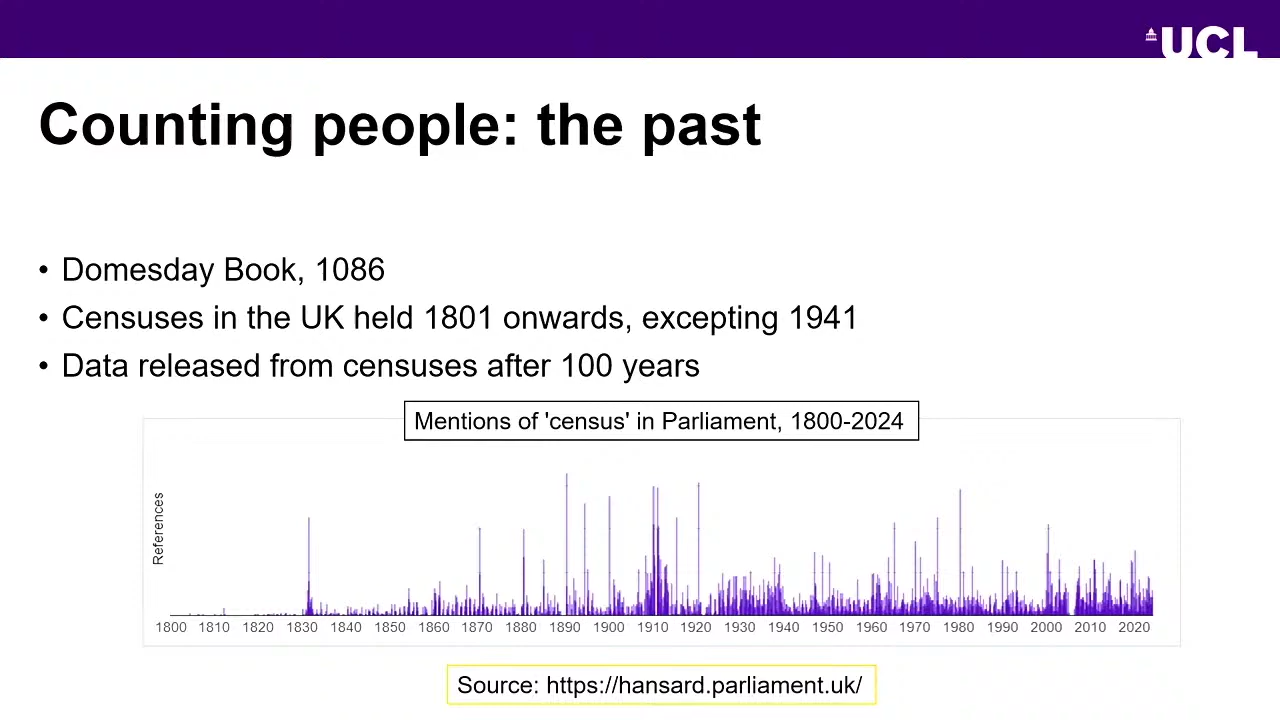 UCL
Counting people: the past
• Domesday Book, 1086
• Censuses in the UK held 1801 onwards, excepting 1941
• Data released from censuses after 100 years
Mentions of 'census' in Parliament, 1800-2024
References
1800 1810 1820 1830 1840 1850 1860 1870 1880 1890 1900 1910 1920 1930 1940 1950 1960 1970 1980 1990 2000 2010 2020
Source: https://hansard.parliament.uk/